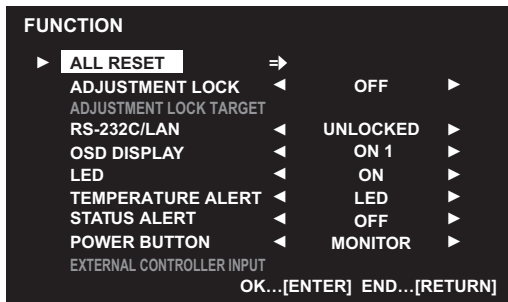 FUNCTION
ALL RESET
ADJUSTMENT LOCK OFF
ADJUSTMENT LOCK TARGET
RS-232C/LAN UNLOCKED
OSD DISPLAY ON 1
LED ON
TEMPERATURE ALERT LED
STATUS ALERT OFF
POWER BUTTON MONITOR
EXTERNAL CONTROLLER INPUT
OK...[ENTER] END...[RETURN]